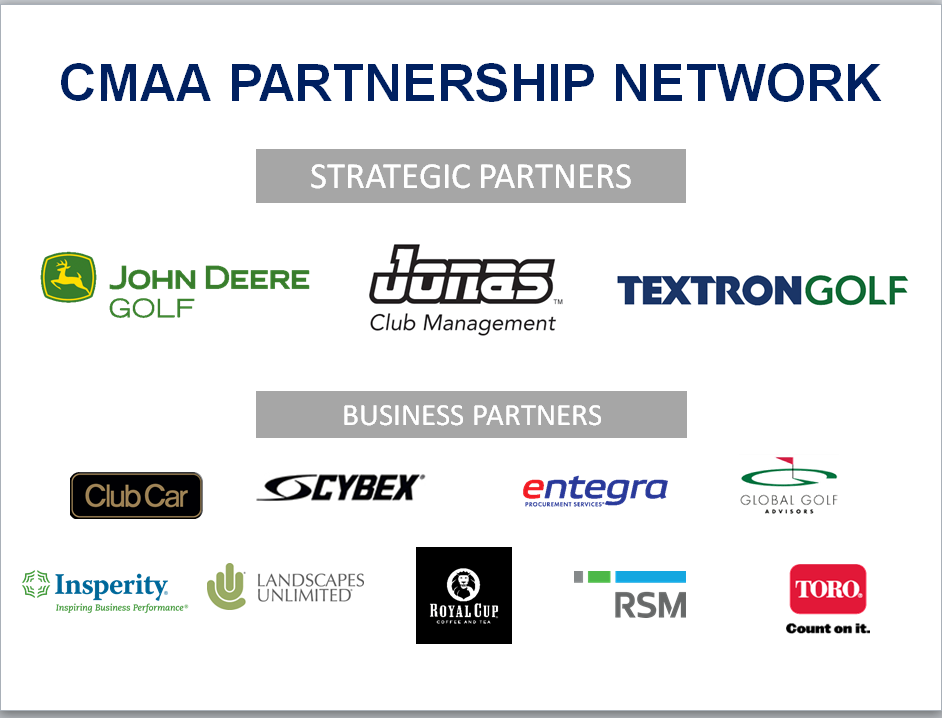 CMAA PARTNERSHIP NETWORK
STRATEGIC PARTNERS
JOHN DEERE
GOLF
Jonas™
Club Management
TEXTRONGOLF
BUSINESS PARTNERS
Club Car
CYBEX®
entegra
PROCUREMENT SERVICES®
GLOBAL GOLF
ADVISORS
Insperity®
Inspiring Business Performance®
LANDSCAPES
UNLIMITED
ROYAL CUP
COFFEE AND TEA
RSM
TORO.
Count on it.